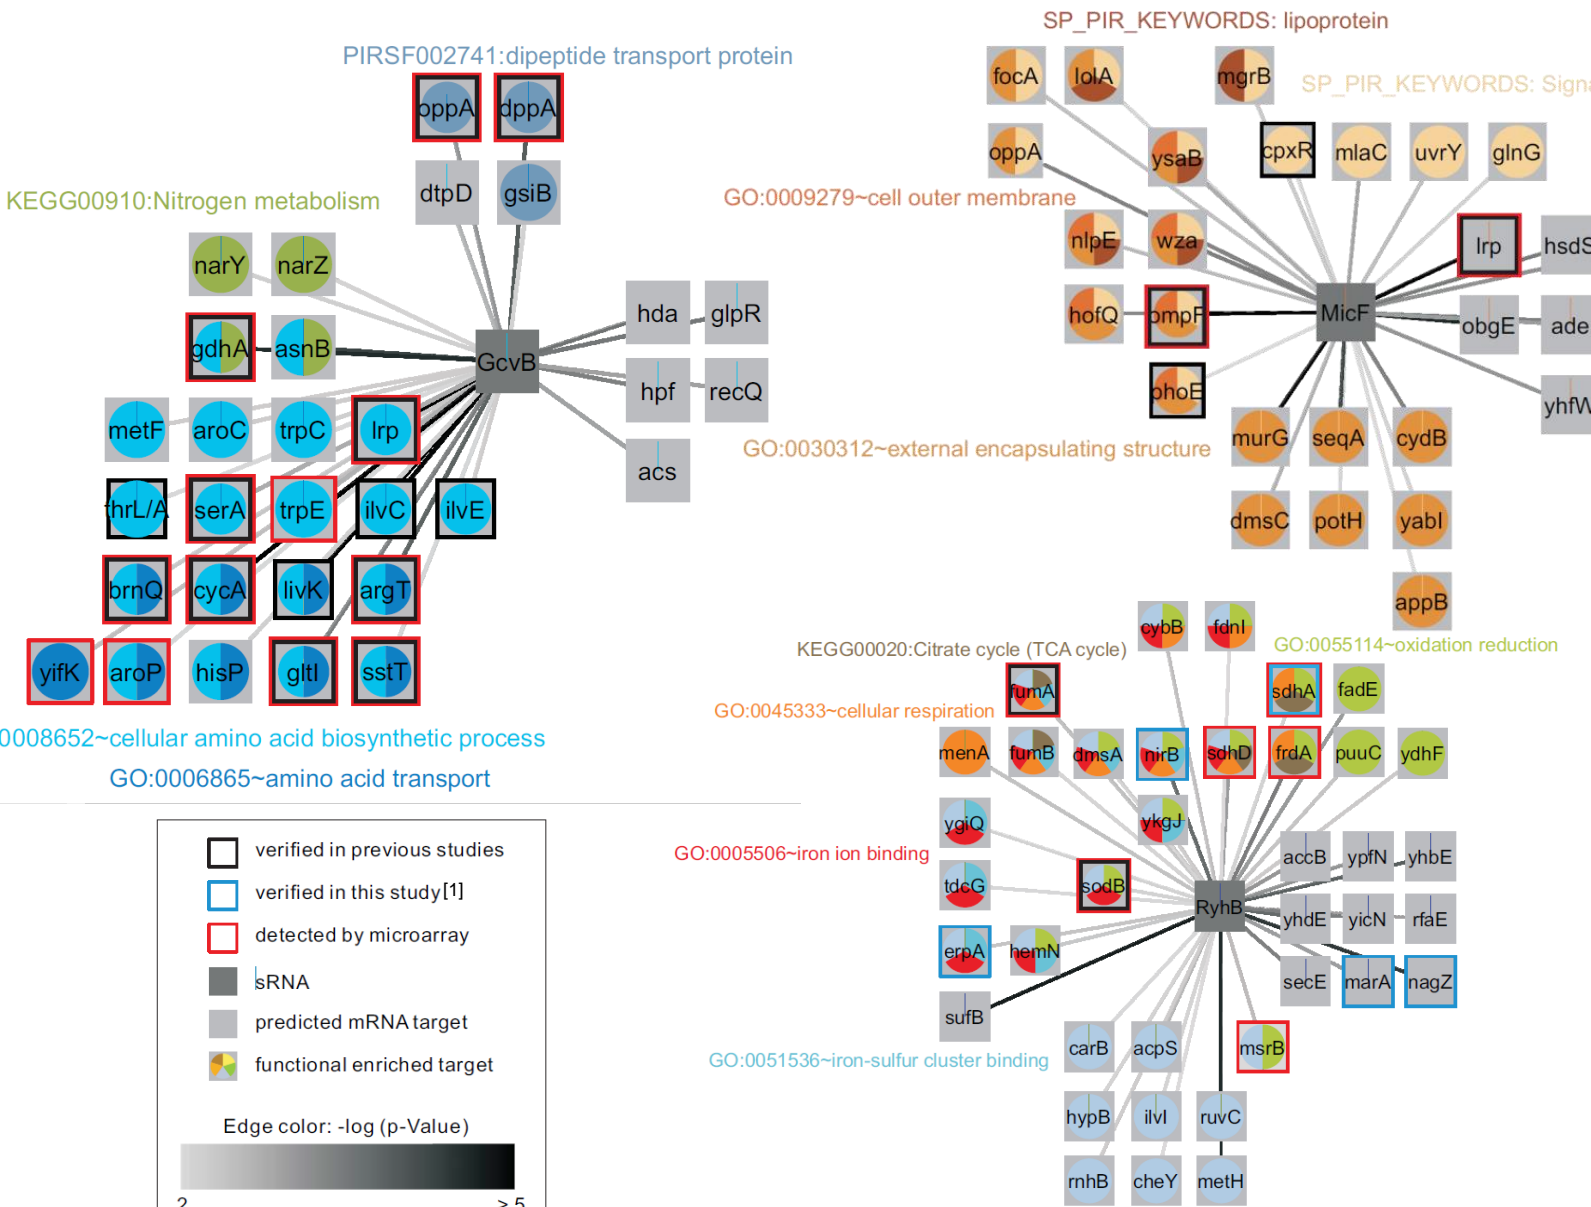 SP_PIR_KEYWORDS: lipoprotein
PIRSF002741:dipeptide transport protein
focA
lolA
mgrB
SP_PIR_KEYWORDS: Signa
oppA
dppA
oppA
ysaB
cpxR
mlaC
uvrY
glnG
dtpD
gsiB
KEGG00910:Nitrogen metabolism
GO:0009279~cell outer membrane
nlpE
wza
lrp
hsdS
narY
narZ
hda
glpR
hofQ
ompF
MicF
obgE
ade
gdhA
asnB
GcvB
hpf
recQ
phoE
yhfW
metF
aroC
trpC
lrp
acs
GO:0030312~external encapsulating structure
murG
seqA
cydB
thrL/A
serA
trpE
ilvC
ilvE
dmsC
potH
yabI
brnQ
cycA
livK
argT
appB
yifK
aroP
hisP
gltI
sstT
0008652~cellular amino acid biosynthetic process
GO:0006865~amino acid transport
cybB
fdnI
KEGG00020:Citrate cycle (TCA cycle)
GO:0055114~oxidation reduction
fumA
sdhA
fadE
GO:0045333~cellular respiration
menA
fumB
dmsA
nirB
sdhD
frdA
puuC
ydhF
ygiQ
ykgJ
GO:0005506~iron ion binding
accB
ypfN
yhbE
tdcG
sodB
RyhB
yhdE
yicN
rfaE
erpA
hemN
secE
marA
nagZ
sufB
GO:0051536~iron-sulfur cluster binding
carB
acpS
msrB
hypB
ilvI
ruvC
rnhB
cheY
metH
verified in previous studies
verified in this study[1]
detected by microarray
sRNA
predicted mRNA target
functional enriched target
Edge color: -log (p-Value)
2
> 5